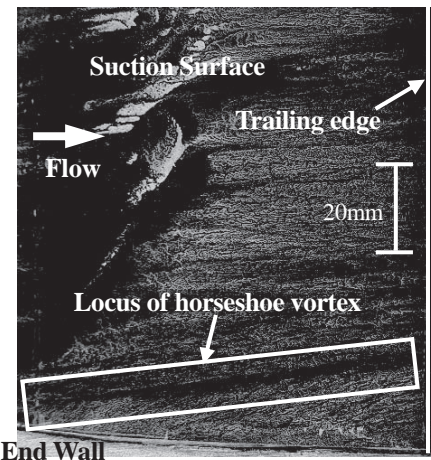 Suction Surface
Trailing edge
Flow
20mm
Locus of horseshoe vortex
End Wall